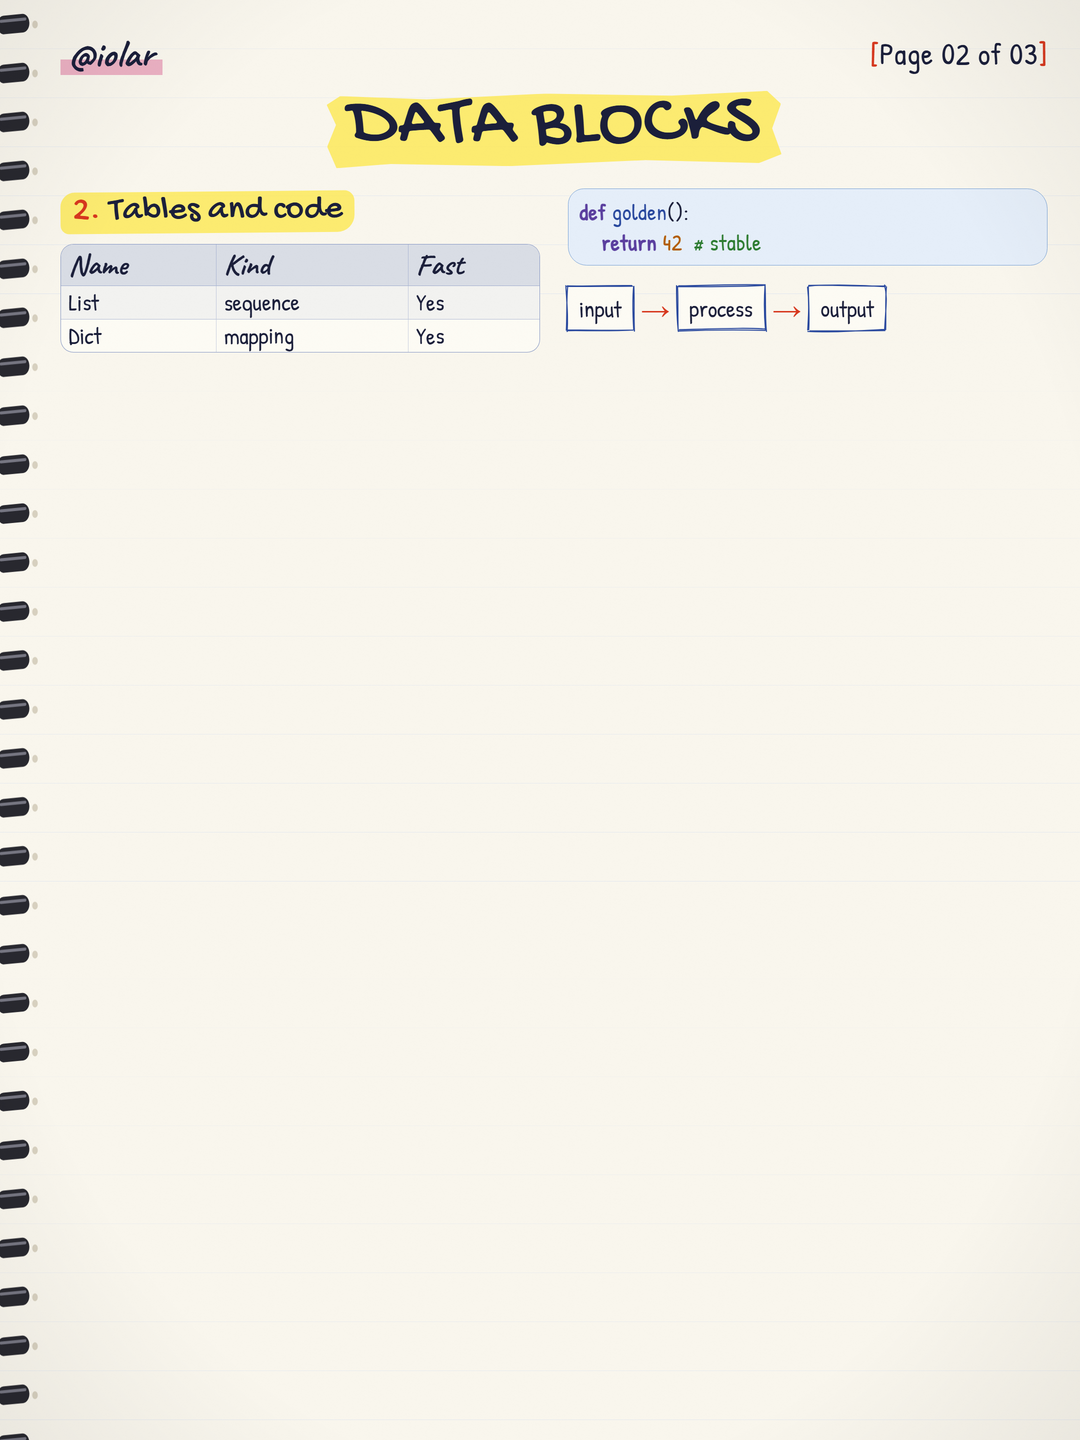 @iolar
[Page 02 of 03]
DATA BLOCKS
2. Tables and code
Name Kind Fast
List sequence Yes
Dict mapping Yes
def golden():
    return 42 # stable
input → process → output